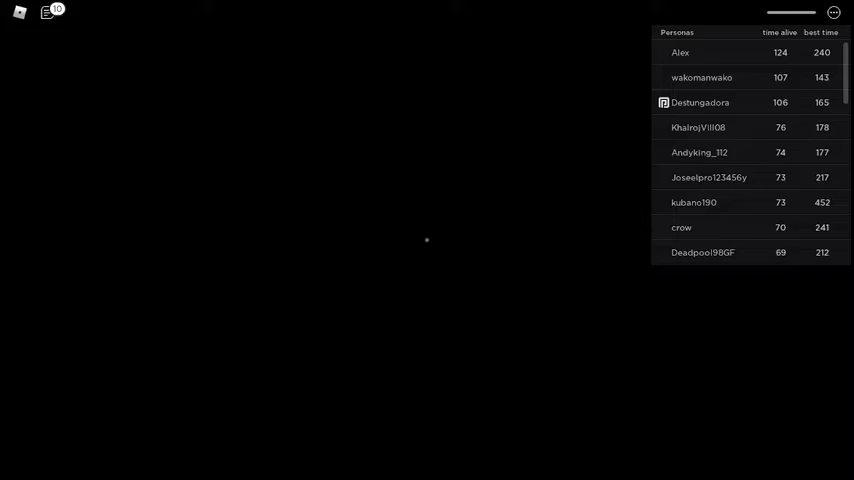 10
Personas time alive best time
Alex 124 240
wakomanwako 107 143
Destungadora 106 165
KhalrojVill08 76 178
Andyking_112 74 177
Joseelpro123456y 73 217
kubano190 73 452
crow 70 241
Deadpool98GF 69 212